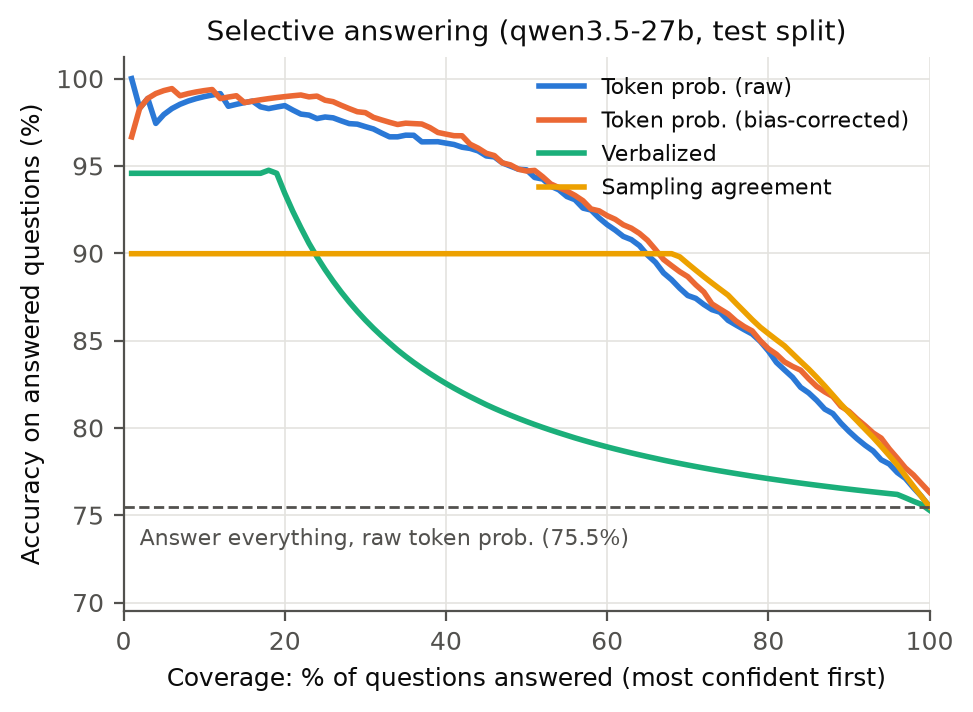 Selective answering (qwen3.5-27b, test split)
Accuracy on answered questions (%)
100
95
90
85
80
75
70
Token prob. (raw)
Token prob. (bias-corrected)
Verbalized
Sampling agreement
Answer everything, raw token prob. (75.5%)
0 20 40 60 80 100
Coverage: % of questions answered (most confident first)